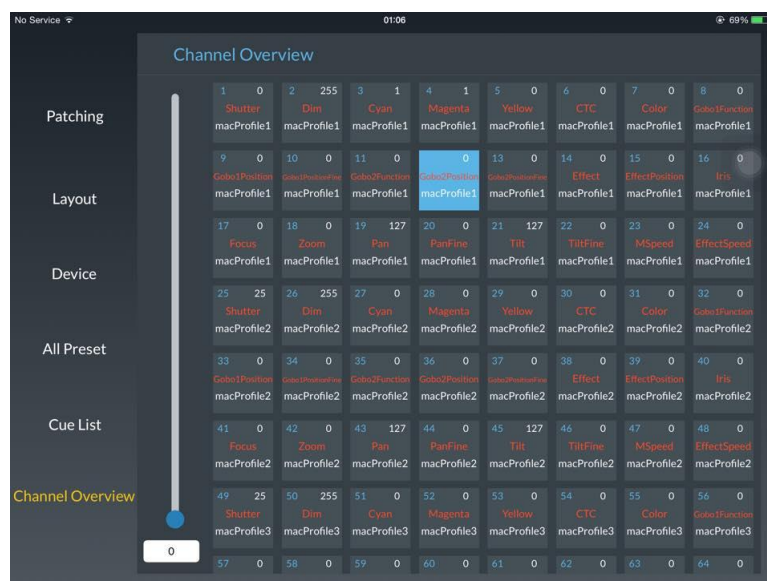 No Service 01:06 69%
Channel Overview
Patching
Layout
Device
All Preset
Cue List
Channel Overview
0
1 0 2 255 3 1 4 1 5 0 6 0 7 0 8 0
Shutter Dim Cyan Magenta Yellow CTC Color Gobo1Function
macProfile1 macProfile1 macProfile1 macProfile1 macProfile1 macProfile1 macProfile1 macProfile1
9 0 10 0 11 0 0 13 0 14 0 15 0 16 0
Gobo1Position Gobo1PositionFine Gobo2Function Gobo2Position Gobo2PositionFine Effect EffectPosition Iris
macProfile1 macProfile1 macProfile1 macProfile1 macProfile1 macProfile1 macProfile1 macProfile1
17 0 18 0 19 127 20 0 21 127 22 0 23 0 24 0
Focus Zoom Pan PanFine Tilt TiltFine MSpeed EffectSpeed
macProfile1 macProfile1 macProfile1 macProfile1 macProfile1 macProfile1 macProfile1 macProfile1
25 25 26 255 27 0 28 0 29 0 30 0 31 0 32 0
Shutter Dim Cyan Magenta Yellow CTC Color Gobo1Function
macProfile2 macProfile2 macProfile2 macProfile2 macProfile2 macProfile2 macProfile2 macProfile2
33 0 34 0 35 0 36 0 37 0 38 0 39 0 40 0
Gobo1Position Gobo1PositionFine Gobo2Function Gobo2Position Gobo2PositionFine Effect EffectPosition Iris
macProfile2 macProfile2 macProfile2 macProfile2 macProfile2 macProfile2 macProfile2 macProfile2
41 0 42 0 43 127 44 0 45 127 46 0 47 0 48 0
Focus Zoom Pan PanFine Tilt TiltFine MSpeed EffectSpeed
macProfile2 macProfile2 macProfile2 macProfile2 macProfile2 macProfile2 macProfile2 macProfile2
49 25 50 255 51 0 52 0 53 0 54 0 55 0 56 0
Shutter Dim Cyan Magenta Yellow CTC Color Gobo1Function
macProfile3 macProfile3 macProfile3 macProfile3 macProfile3 macProfile3 macProfile3 macProfile3
57 0 58 0 59 0 60 0 61 0 62 0 63 0 64 0